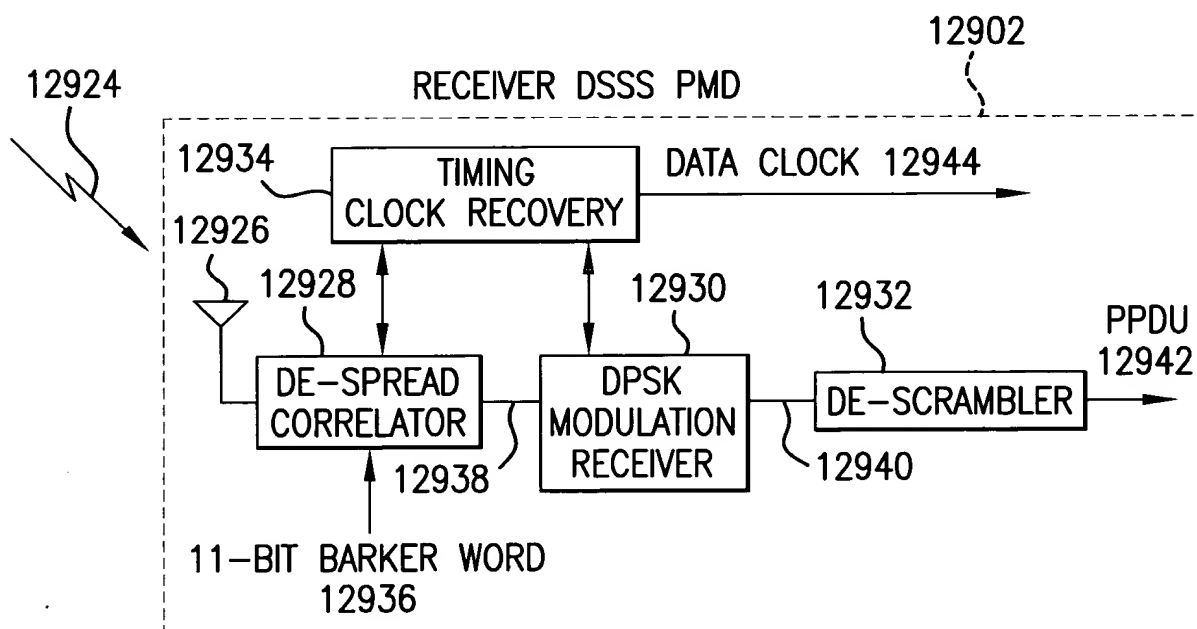 12902
12924
RECEIVER DSSS PMD
12934
TIMING
CLOCK RECOVERY
DATA CLOCK 12944
12926
12928
12930
12932
PPDU
12942
DE-SPREAD
CORRELATOR
DPSK
MODULATION
RECEIVER
DE-SCRAMBLER
12938
12940
11-BIT BARKER WORD
12936